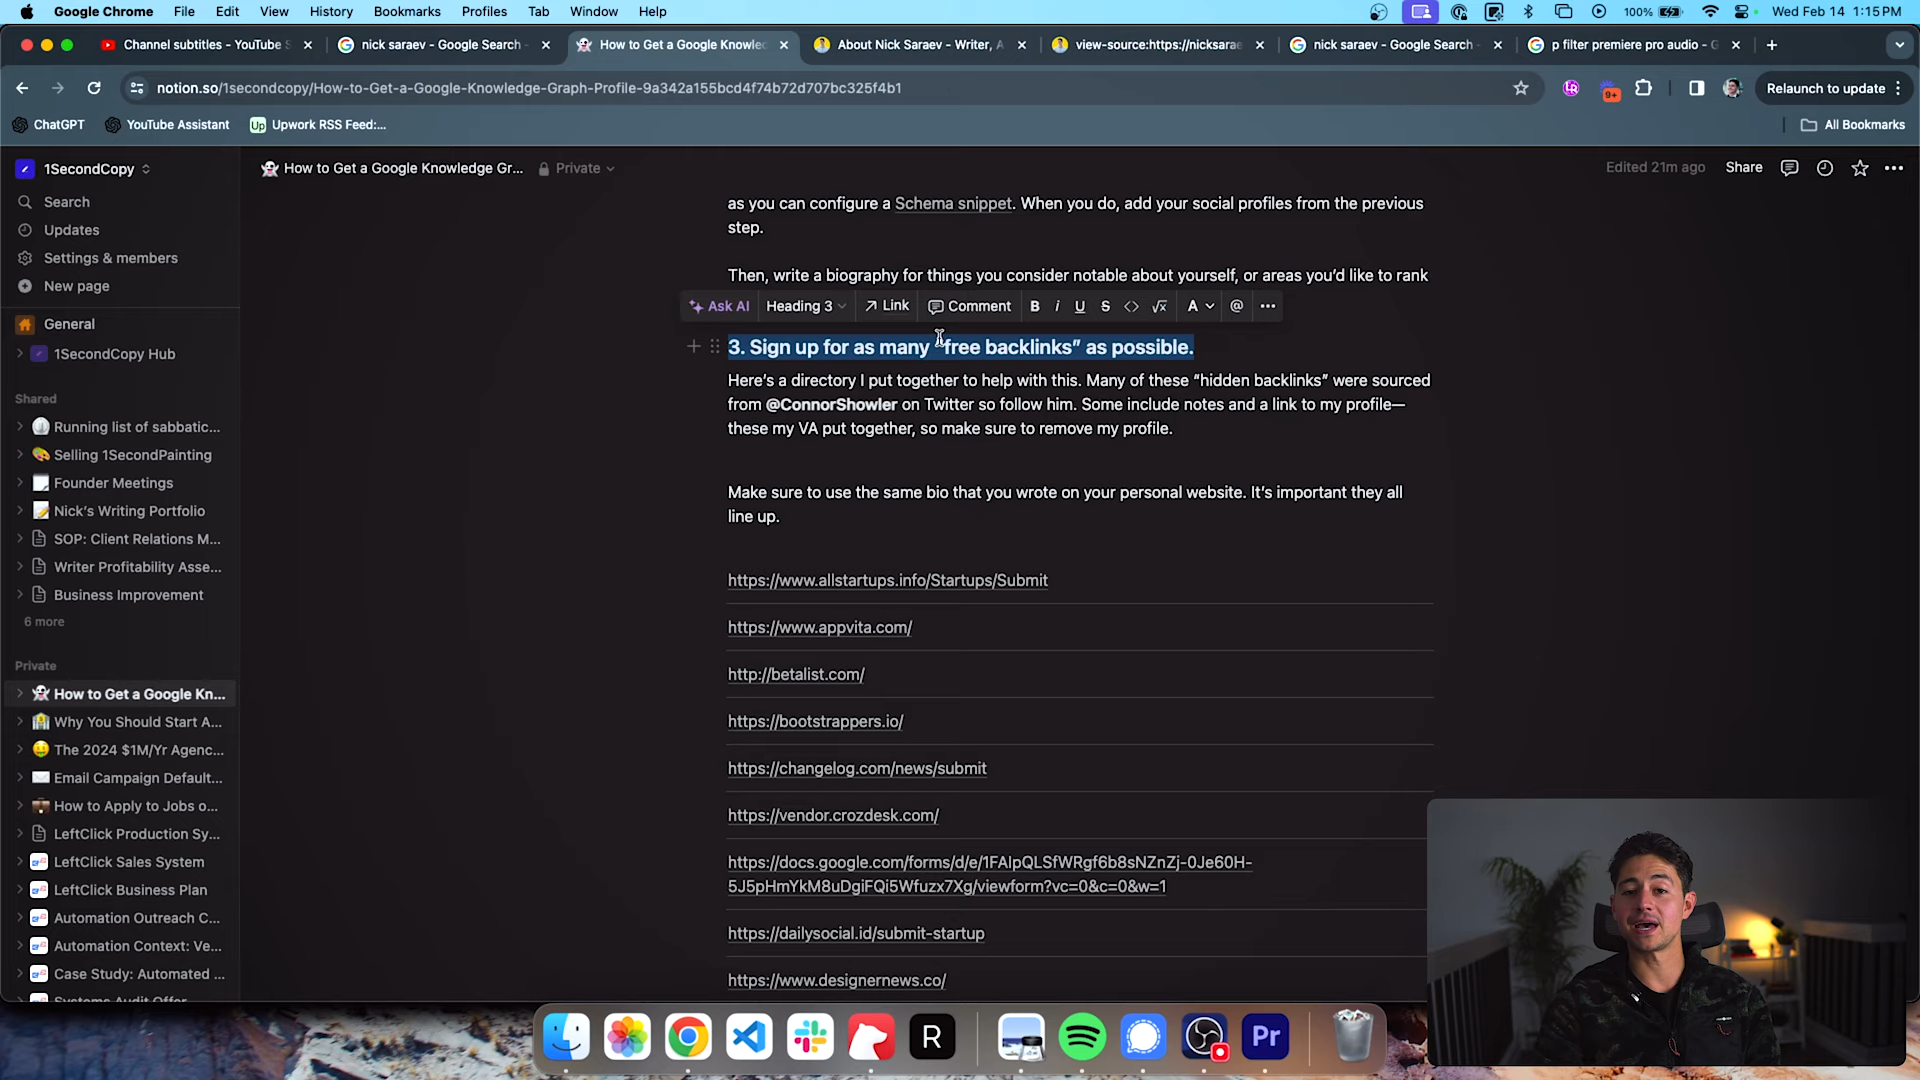 Google Chrome File Edit View History Bookmarks Profiles Tab Window Help 100% Wed Feb 14 1:15 PM
Channel subtitles - YouTube S
nick saraev - Google Search -
How to Get a Google Knowled
About Nick Saraev - Writer, A
view-source:https://nicksarae
nick saraev - Google Search -
p filter premiere pro audio - G
notion.so/1secondcopy/How-to-Get-a-Google-Knowledge-Graph-Profile-9a342a155bcd4f74b72d707bc325f4b1
9+
Relaunch to update
ChatGPT
YouTube Assistant
Up Upwork RSS Feed:...
All Bookmarks
1SecondCopy
Search
Updates
Settings & members
New page
General
1SecondCopy Hub
Shared
Running list of sabbatic...
Selling 1SecondPainting
Founder Meetings
Nick's Writing Portfolio
SOP: Client Relations M...
Writer Profitability Asse...
Business Improvement
6 more
Private
How to Get a Google Kn...
Why You Should Start A...
The 2024 $1M/Yr Agenc...
Email Campaign Default...
How to Apply to Jobs o...
LeftClick Production Sy...
LeftClick Sales System
LeftClick Business Plan
Automation Outreach C...
Automation Context: Ve...
Case Study: Automated ...
Systems Audit Offer
How to Get a Google Knowledge Gr...
Private
Edited 21m ago
Share
as you can configure a Schema snippet. When you do, add your social profiles from the previous
step.
Then, write a biography for things you consider notable about yourself, or areas you'd like to rank
Ask AI Heading 3 Link Comment B i U S <> √x A @ •••
3. Sign up for as many “free backlinks” as possible.
Here's a directory I put together to help with this. Many of these “hidden backlinks” were sourced
from @ConnorShowler on Twitter so follow him. Some include notes and a link to my profile—
these my VA put together, so make sure to remove my profile.
Make sure to use the same bio that you wrote on your personal website. It's important they all
line up.
https://www.allstartups.info/Startups/Submit
https://www.appvita.com/
http://betalist.com/
https://bootstrappers.io/
https://changelog.com/news/submit
https://vendor.crozdesk.com/
https://docs.google.com/forms/d/e/1FAIpQLSfWRgf6b8sNZnZj-0Je60H-
5J5pHmYkM8uDgiFQi5Wfuzx7Xg/viewform?vc=0&c=0&w=1
https://dailysocial.id/submit-startup
https://www.designernews.co/
R
Pr